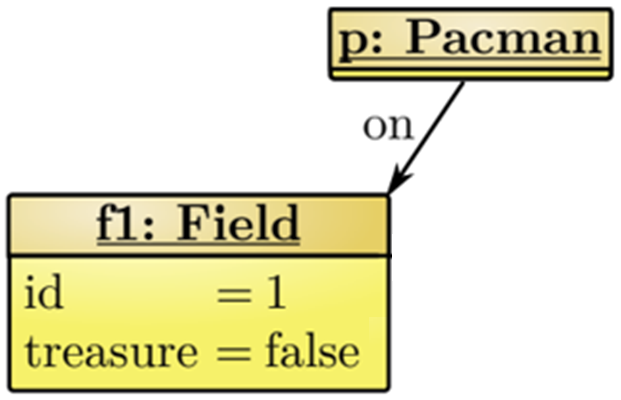 p: Pacman
on
f1: Field
id = 1
treasure = false